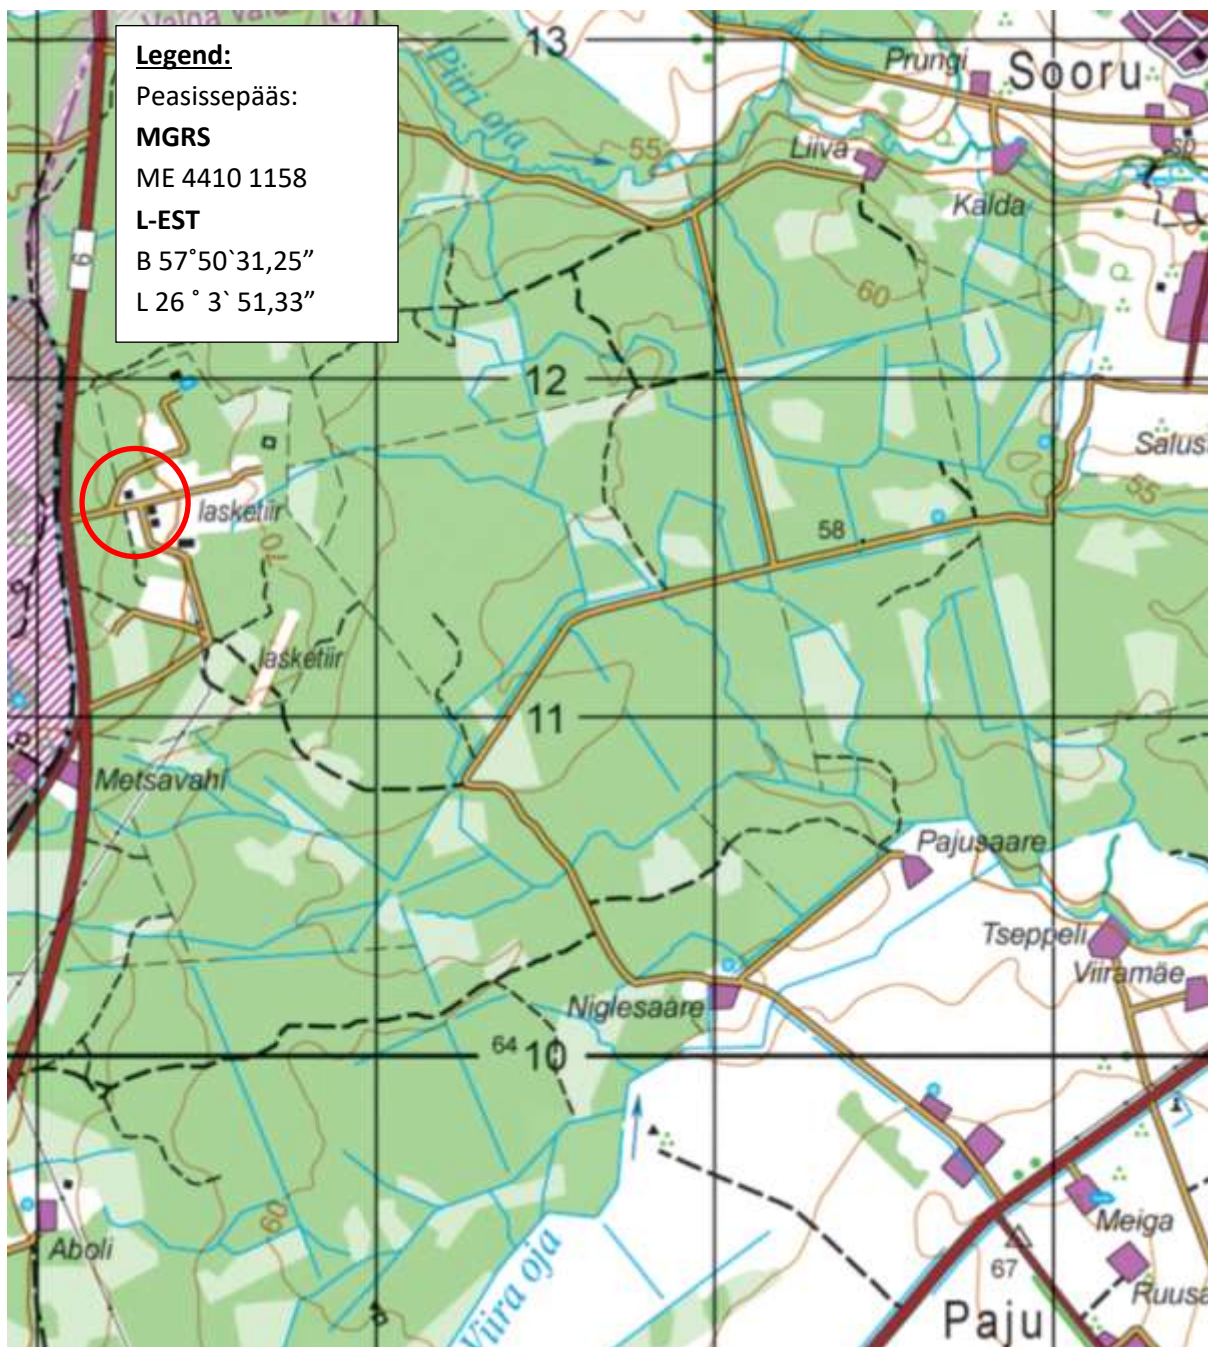 Legend:
Peasissepääs:
MGRS
ME 4410 1158
L-EST
B 57°50`31,25”
L 26 ° 3` 51,33”
13
Piiri oja
Prungi
Sooru
55
Liiva
sp
Kalda
6
60
12
Salus
55
lasketiir
58
70
lasketiir
11
Metsavahi
Pajusaare
Tseppeli
Viiramäe
Niglesaare
64
10
60
Aboli
Viira oja
Meiga
67
Ruusa
Paju